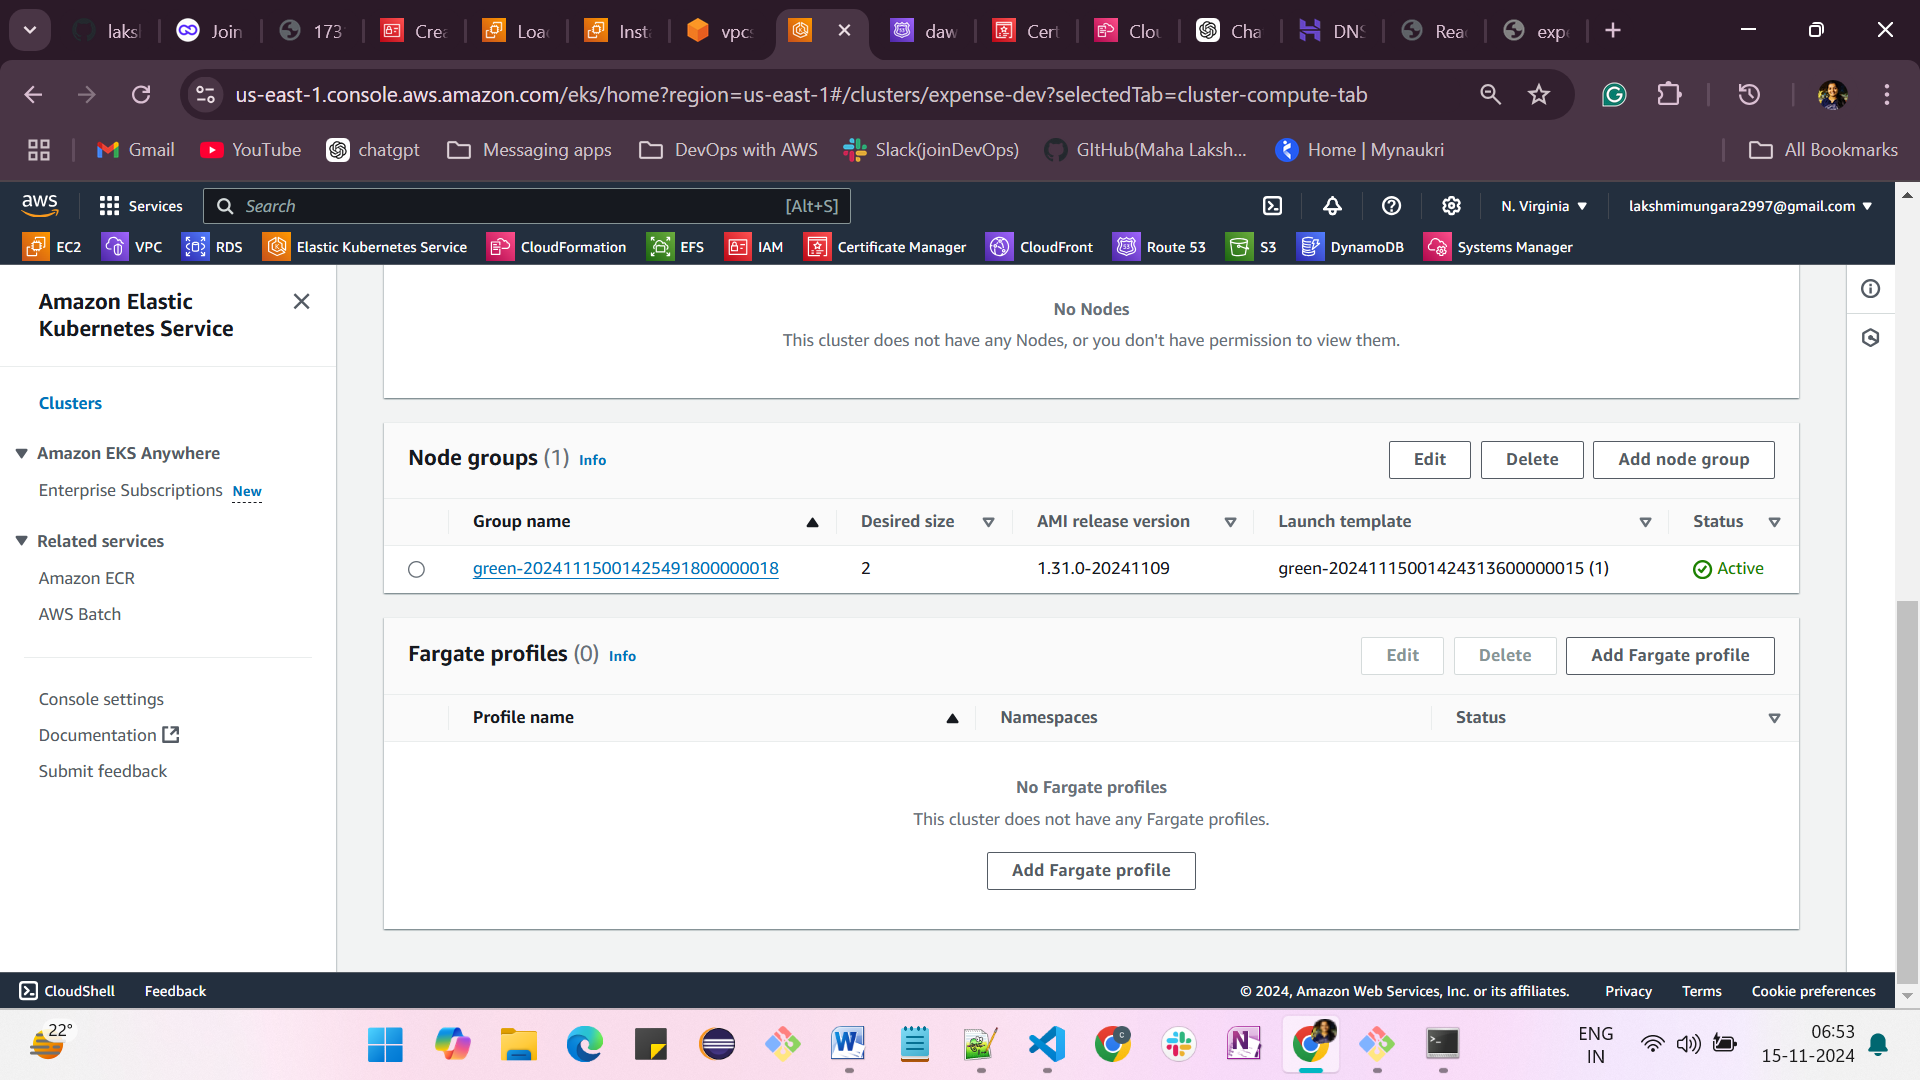 laks
Join
173
Crea
Loa
Insta
vpcs
daw
Cert
Clou
Cha
DNS
Rea
expe
us-east-1.console.aws.amazon.com/eks/home?region=us-east-1#/clusters/expense-dev?selectedTab=cluster-compute-tab
Gmail YouTube chatgpt Messaging apps DevOps with AWS Slack(joinDevOps) GItHub(Maha Laksh... Home | Mynaukri All Bookmarks
aws Services Search [Alt+S] N. Virginia lakshmimungara2997@gmail.com
EC2 VPC RDS Elastic Kubernetes Service CloudFormation EFS IAM Certificate Manager CloudFront Route 53 S3 DynamoDB Systems Manager
Amazon Elastic
Kubernetes Service
Clusters
Amazon EKS Anywhere
Enterprise Subscriptions New
Related services
Amazon ECR
AWS Batch
Console settings
Documentation
Submit feedback
No Nodes
This cluster does not have any Nodes, or you don't have permission to view them.
Node groups (1) Info Edit Delete Add node group
Group name Desired size AMI release version Launch template Status
green-20241115001425491800000018 2 1.31.0-20241109 green-20241115001424313600000015 (1) Active
Fargate profiles (0) Info Edit Delete Add Fargate profile
Profile name Namespaces Status
No Fargate profiles
This cluster does not have any Fargate profiles.
Add Fargate profile
CloudShell Feedback © 2024, Amazon Web Services, Inc. or its affiliates. Privacy Terms Cookie preferences
22°
ENG
IN
06:53
15-11-2024